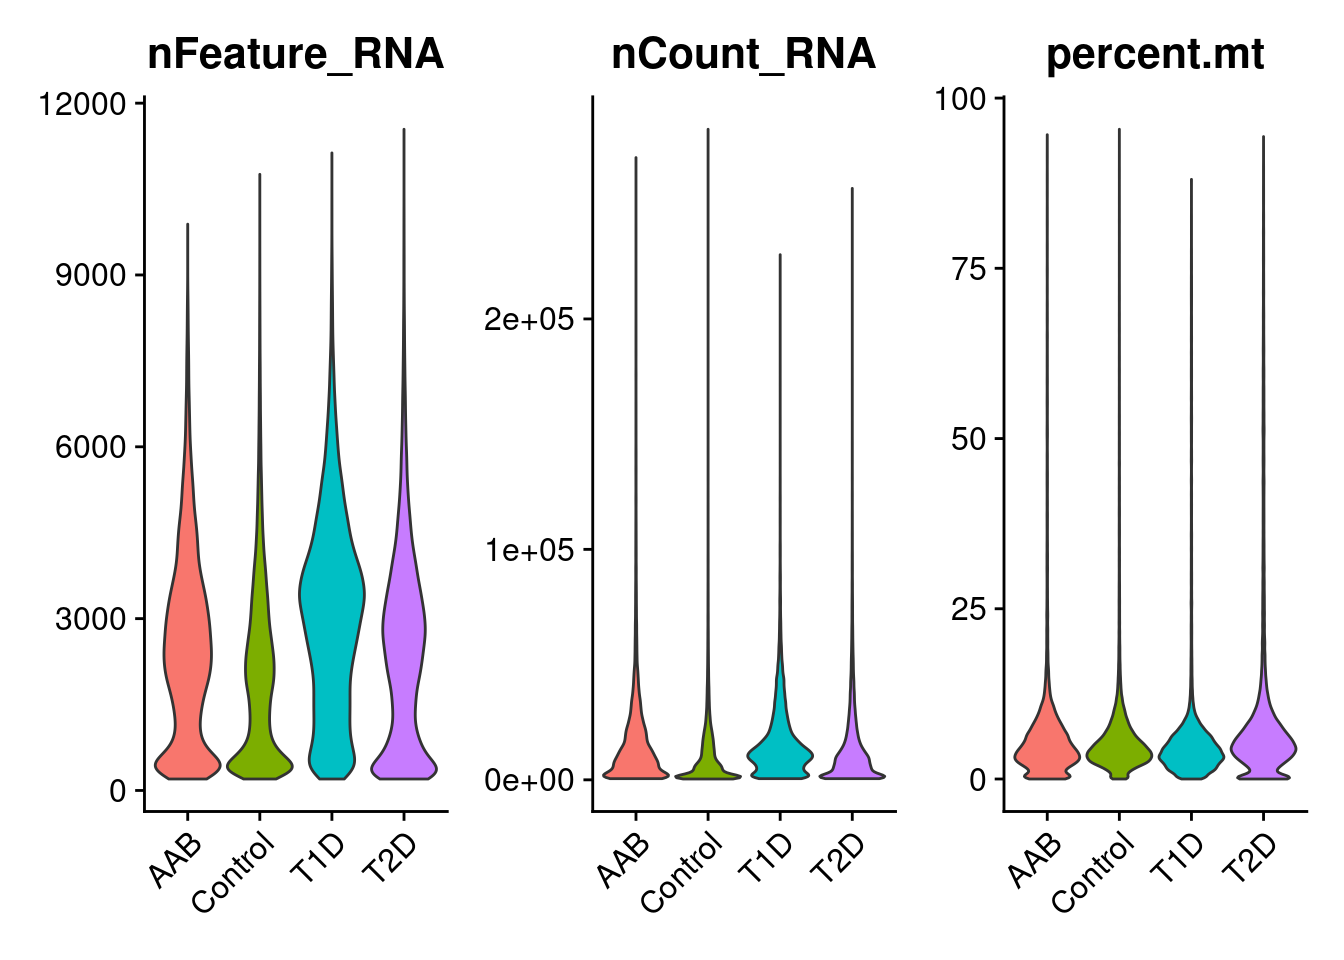 nFeature_RNA
12000
9000
6000
3000
0
AAB
Control
T1D
T2D
nCount_RNA
2e+05
1e+05
0e+00
AAB
Control
T1D
T2D
percent.mt
100
75
50
25
0
AAB
Control
T1D
T2D